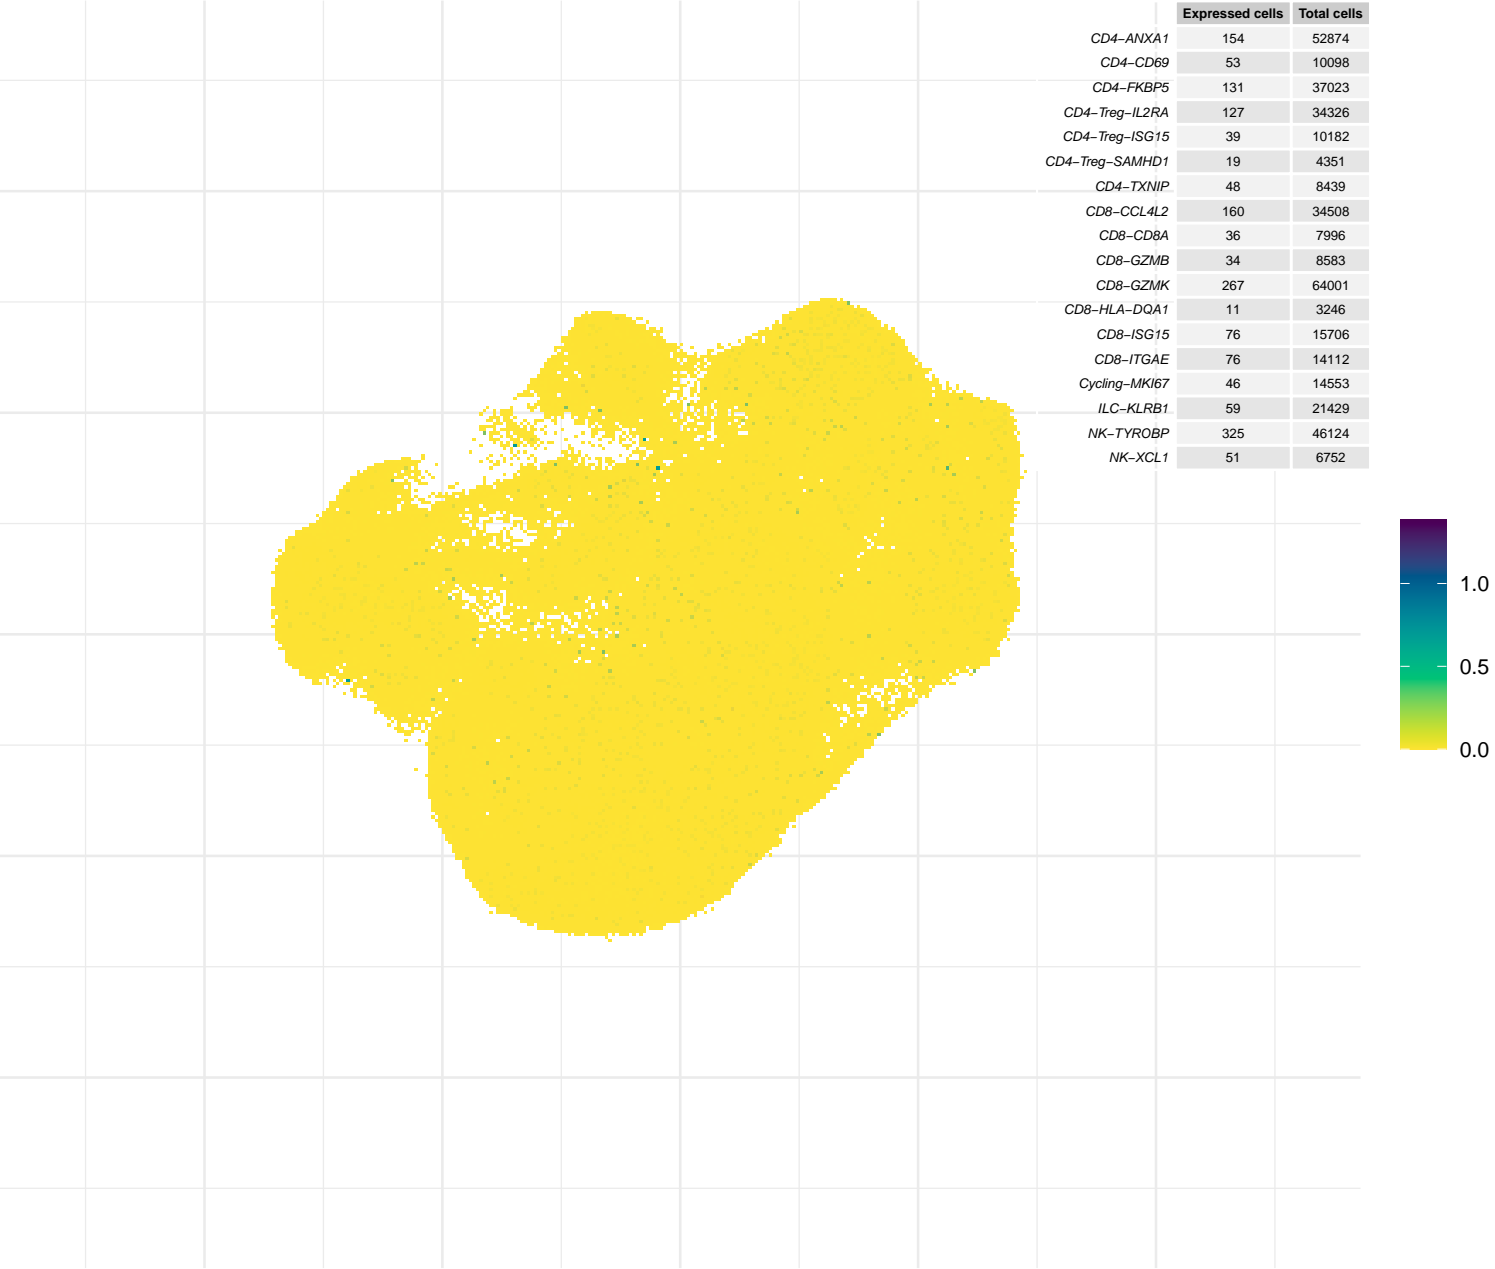 Expressed cells Total cells
CD4−ANXA1 154 52874
CD4−CD69 53 10098
CD4−FKBP5 131 37023
CD4−Treg−IL2RA 127 34326
CD4−Treg−ISG15 39 10182
CD4−Treg−SAMHD1 19 4351
CD4−TXNIP 48 8439
CD8−CCL4L2 160 34508
CD8−CD8A 36 7996
CD8−GZMB 34 8583
CD8−GZMK 267 64001
CD8−HLA−DQA1 11 3246
CD8−ISG15 76 15706
CD8−ITGAE 76 14112
Cycling−MKI67 46 14553
ILC−KLRB1 59 21429
NK−TYROBP 325 46124
NK−XCL1 51 6752
1.0
0.5
0.0